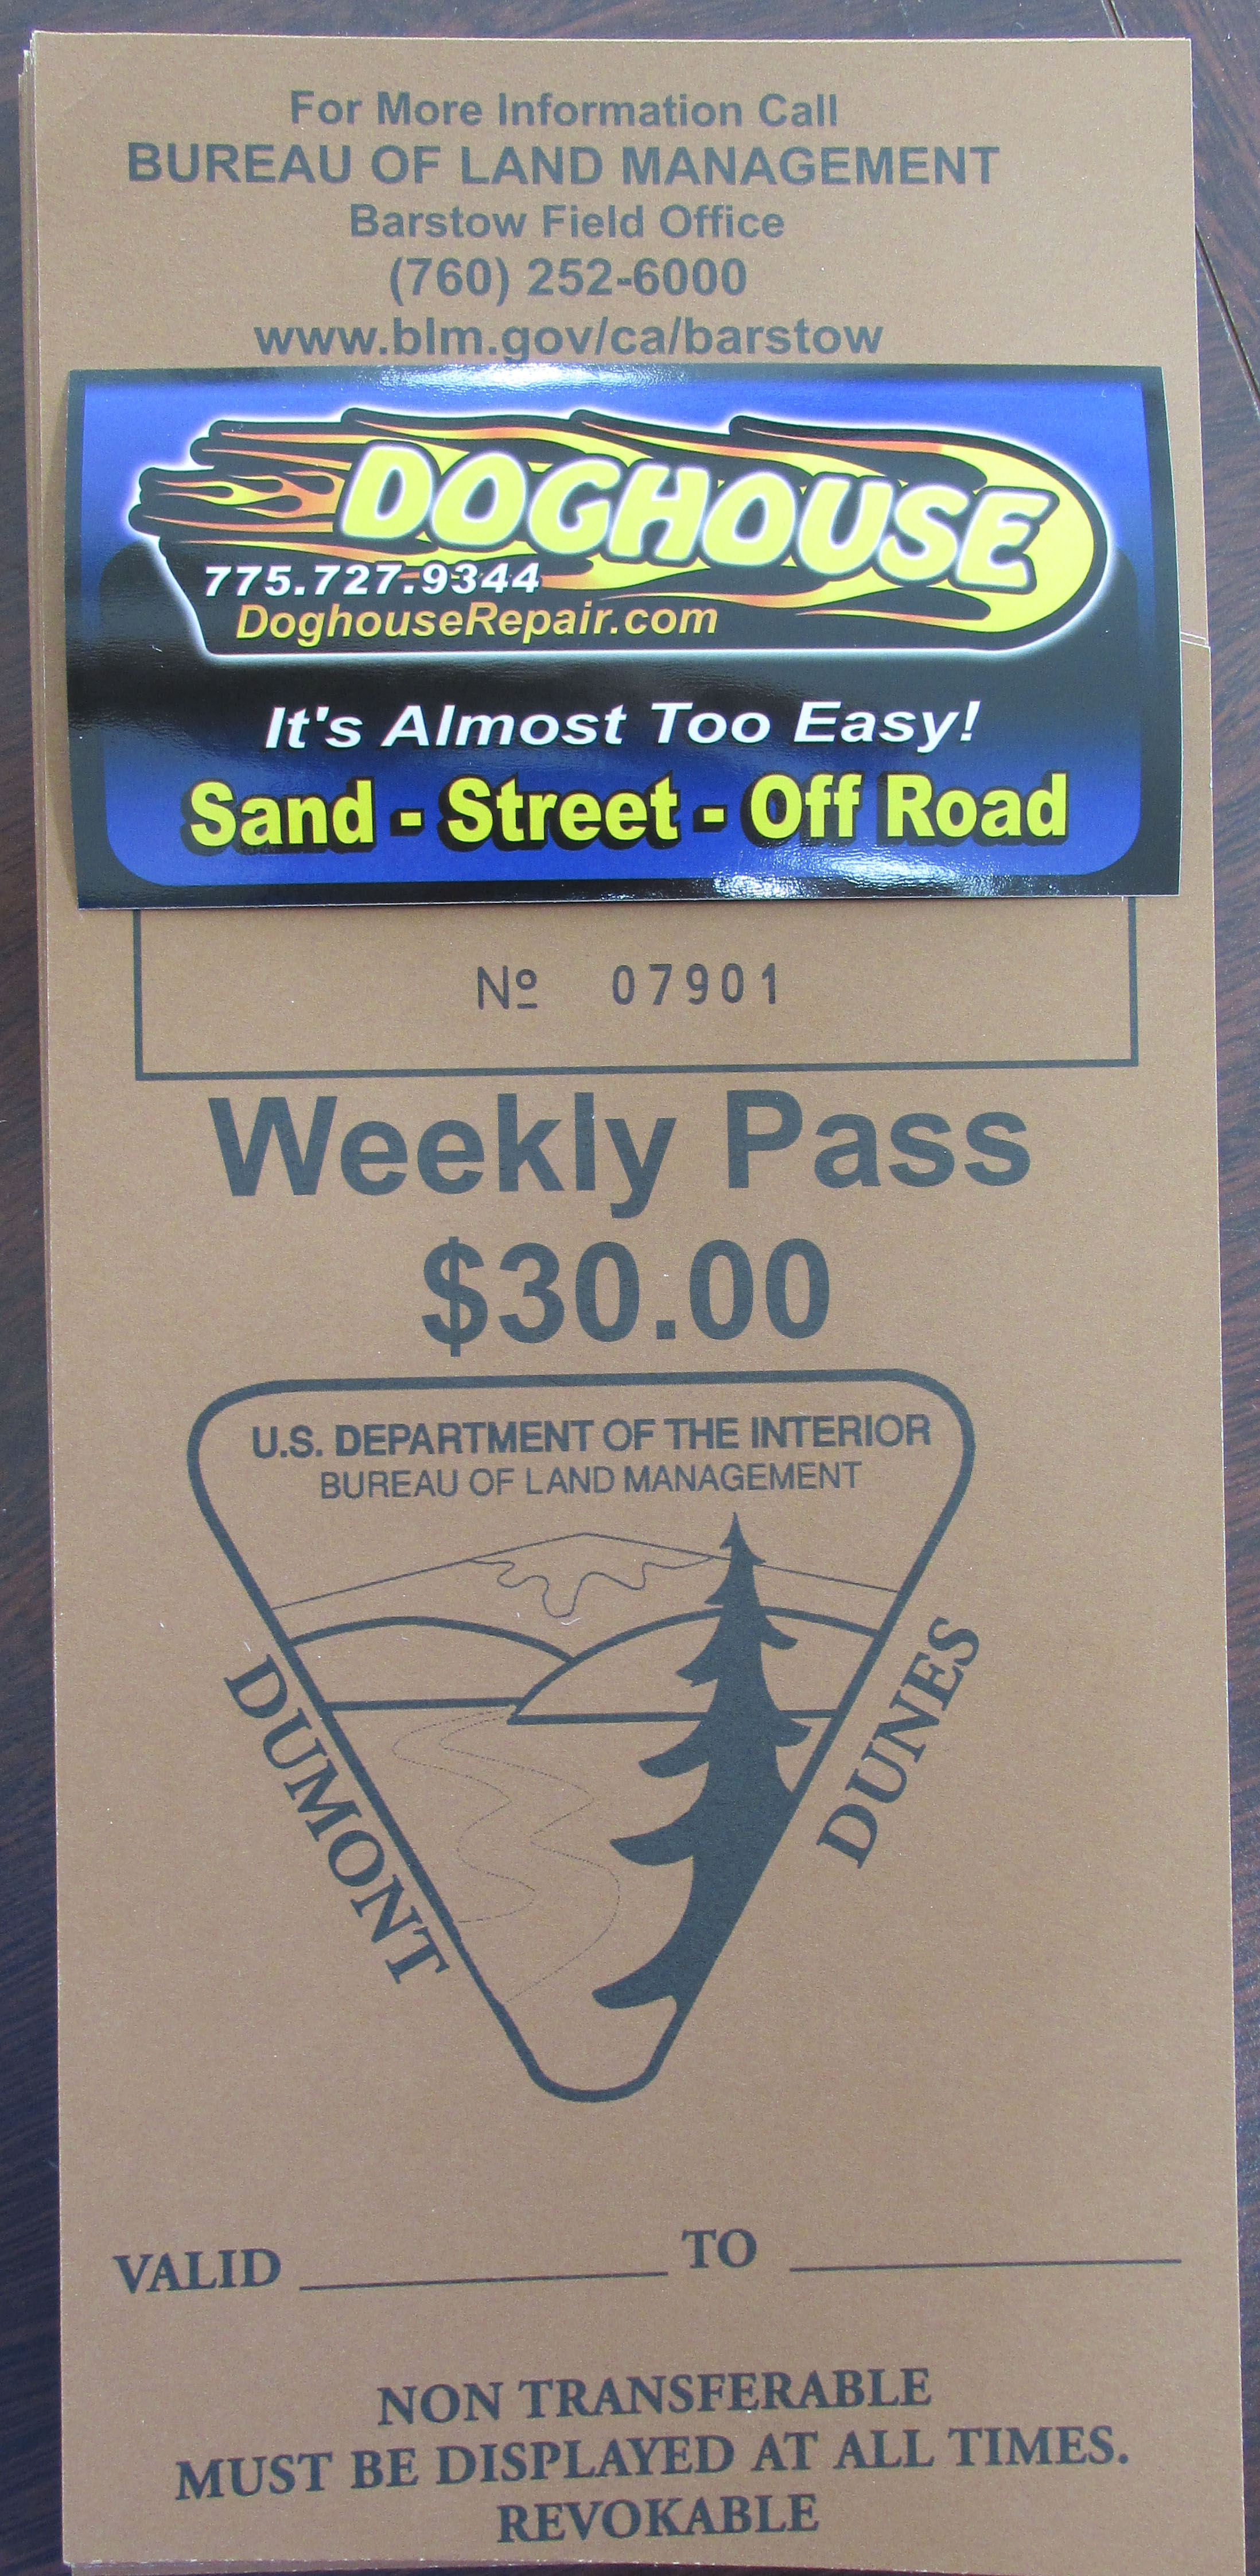 For More Information Call
BUREAU OF LAND MANAGEMENT
Barstow Field Office
(760) 252-6000
www.blm.gov/ca/barstow
DOGHOUSE
775.727.9344
DoghouseRepair.com
It's Almost Too Easy!
Sand - Street - Off Road
Nº 07901
Weekly Pass
$30.00
U.S. DEPARTMENT OF THE INTERIOR
BUREAU OF LAND MANAGEMENT
DUMONT
DUNES
VALID ____________ TO ____________
NON TRANSFERABLE
MUST BE DISPLAYED AT ALL TIMES.
REVOKABLE